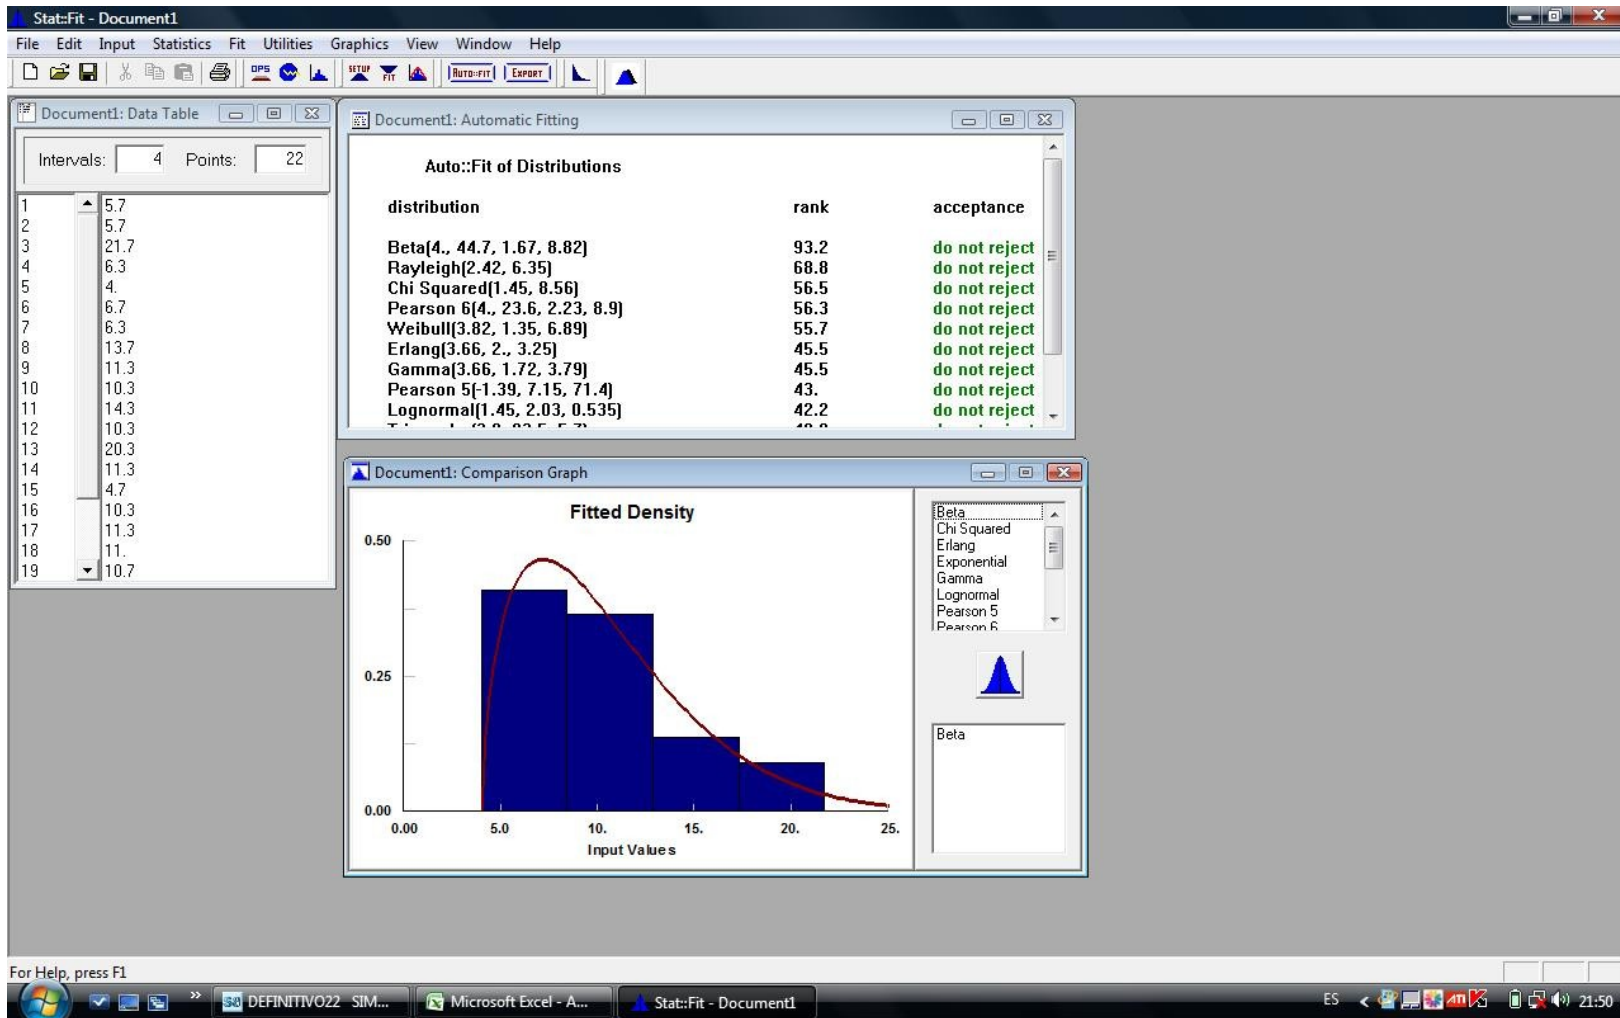 Stat::Fit - Document1
File Edit Input Statistics Fit Utilities Graphics View Window Help
DPS SETUP FIT AUTO::FIT EXPORT
Document1: Data Table
Intervals: 4 Points: 22
1 5.7
2 5.7
3 21.7
4 6.3
5 4.
6 6.7
7 6.3
8 13.7
9 11.3
10 10.3
11 14.3
12 10.3
13 20.3
14 11.3
15 4.7
16 10.3
17 11.3
18 11.
19 10.7
Document1: Automatic Fitting
Auto::Fit of Distributions
distribution rank acceptance
Beta(4., 44.7, 1.67, 8.82) 93.2 do not reject
Rayleigh(2.42, 6.35) 68.8 do not reject
Chi Squared(1.45, 8.56) 56.5 do not reject
Pearson 6(4., 23.6, 2.23, 8.9) 56.3 do not reject
Weibull(3.82, 1.35, 6.89) 55.7 do not reject
Erlang(3.66, 2., 3.25) 45.5 do not reject
Gamma(3.66, 1.72, 3.79) 45.5 do not reject
Pearson 5(-1.39, 7.15, 71.4) 43. do not reject
Lognormal(1.45, 2.03, 0.535) 42.2 do not reject
Document1: Comparison Graph
Fitted Density
0.50
0.25
0.00
0.00 5.0 10. 15. 20. 25.
Input Values
Beta
Chi Squared
Erlang
Exponential
Gamma
Lognormal
Pearson 5
Pearson 6
Beta
For Help, press F1
DEFINITIVO22 SIM... Microsoft Excel - A... Stat::Fit - Document1 ES ATI 21:50